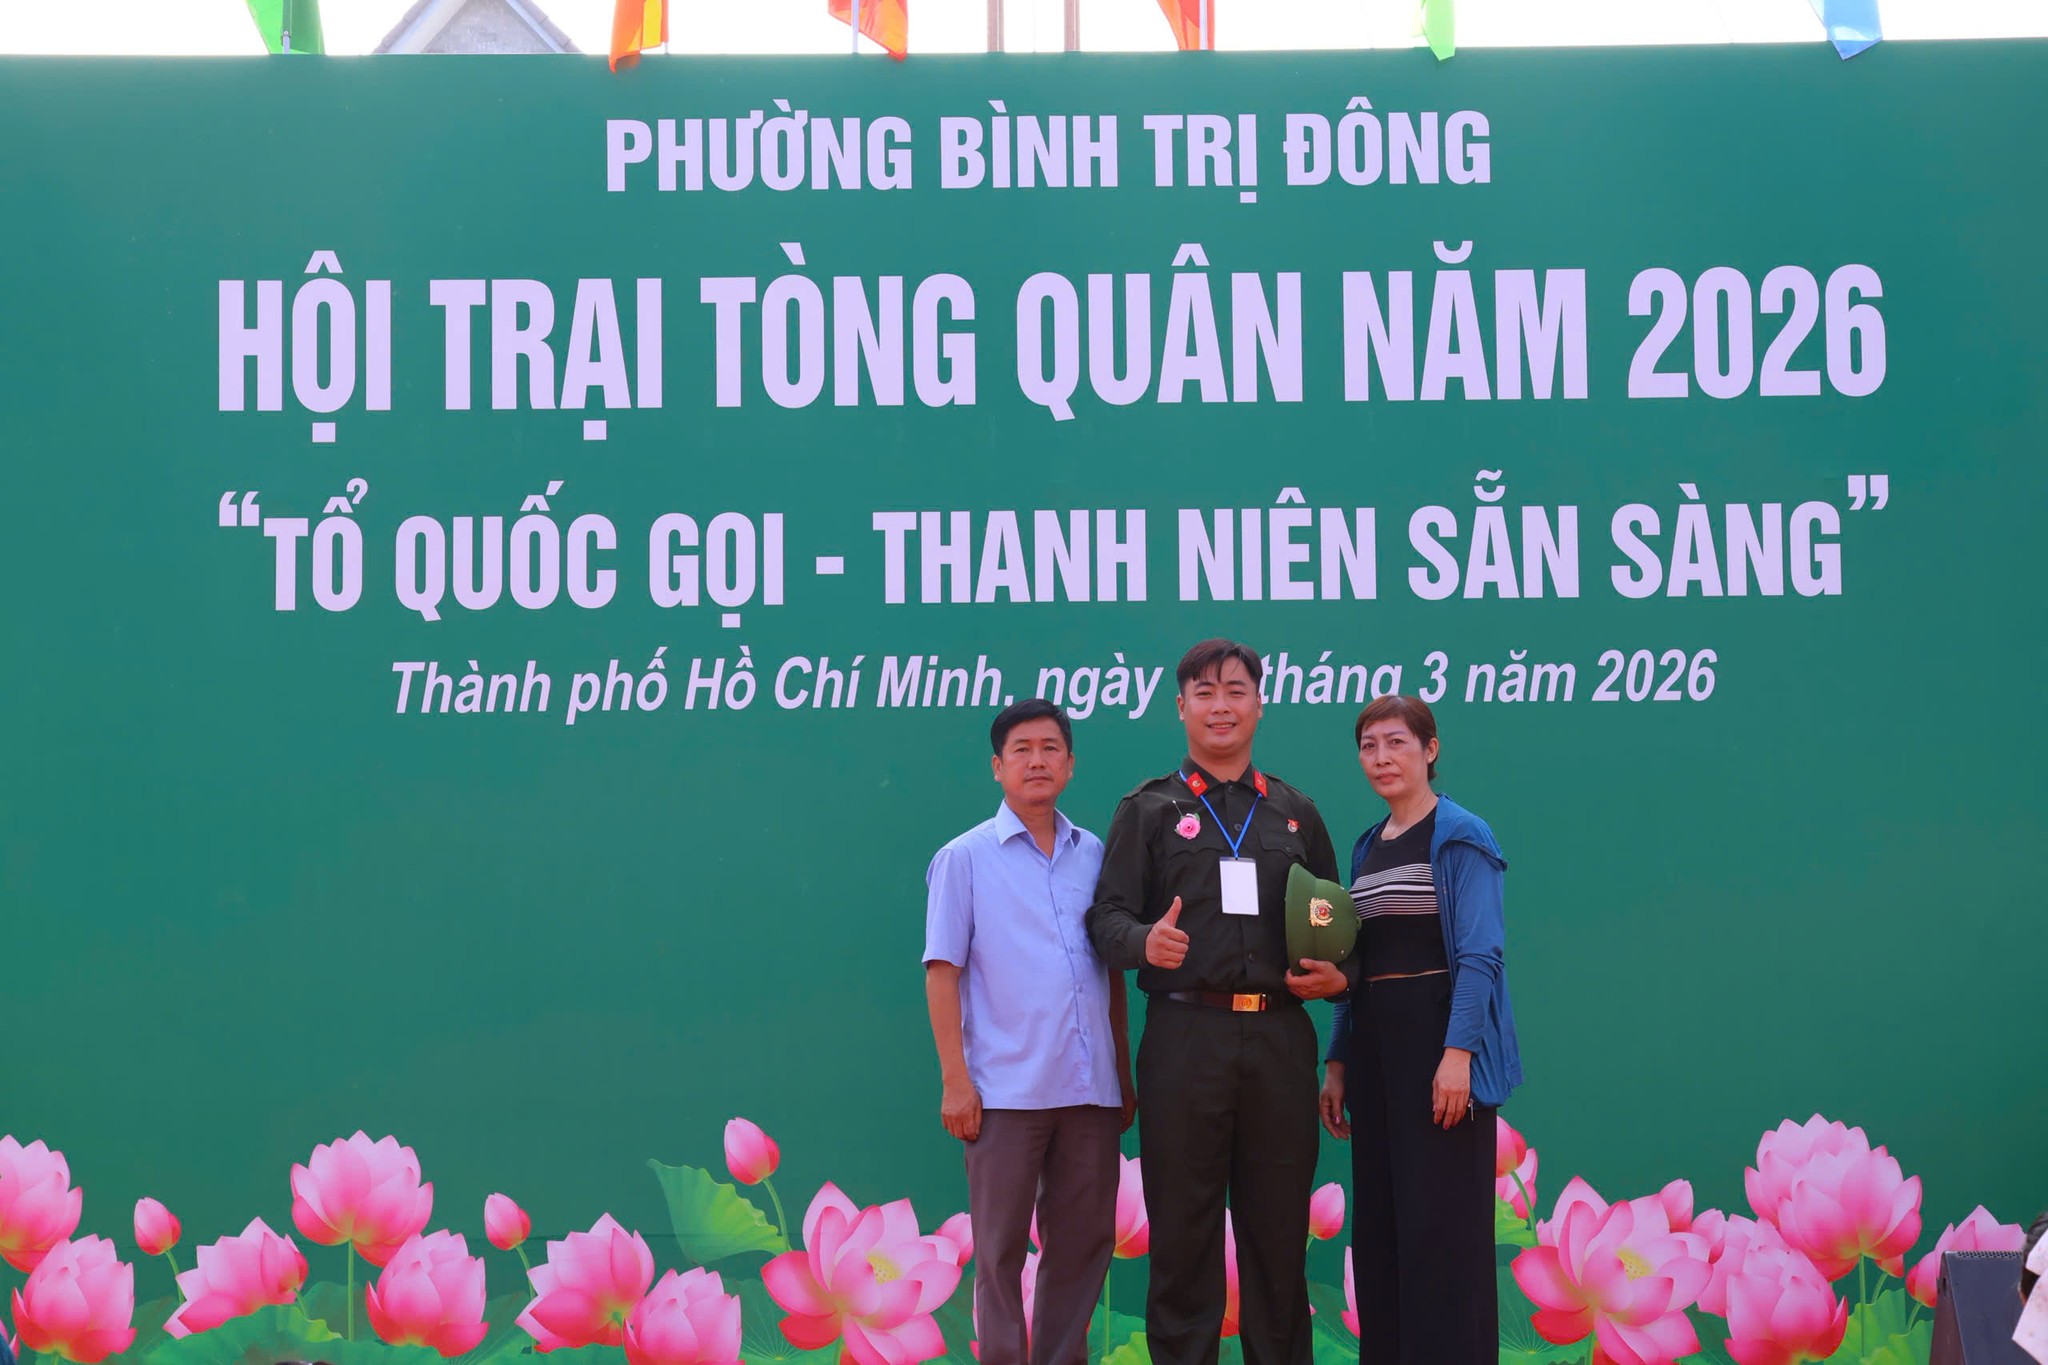 PHƯỜNG BÌNH TRỊ ĐÔNG
HỘI TRẠI TÒNG QUÂN NĂM 2026
“TỔ QUỐC GỌI - THANH NIÊN SẴN SÀNG”
Thành phố Hồ Chí Minh, ngày tháng 3 năm 2026